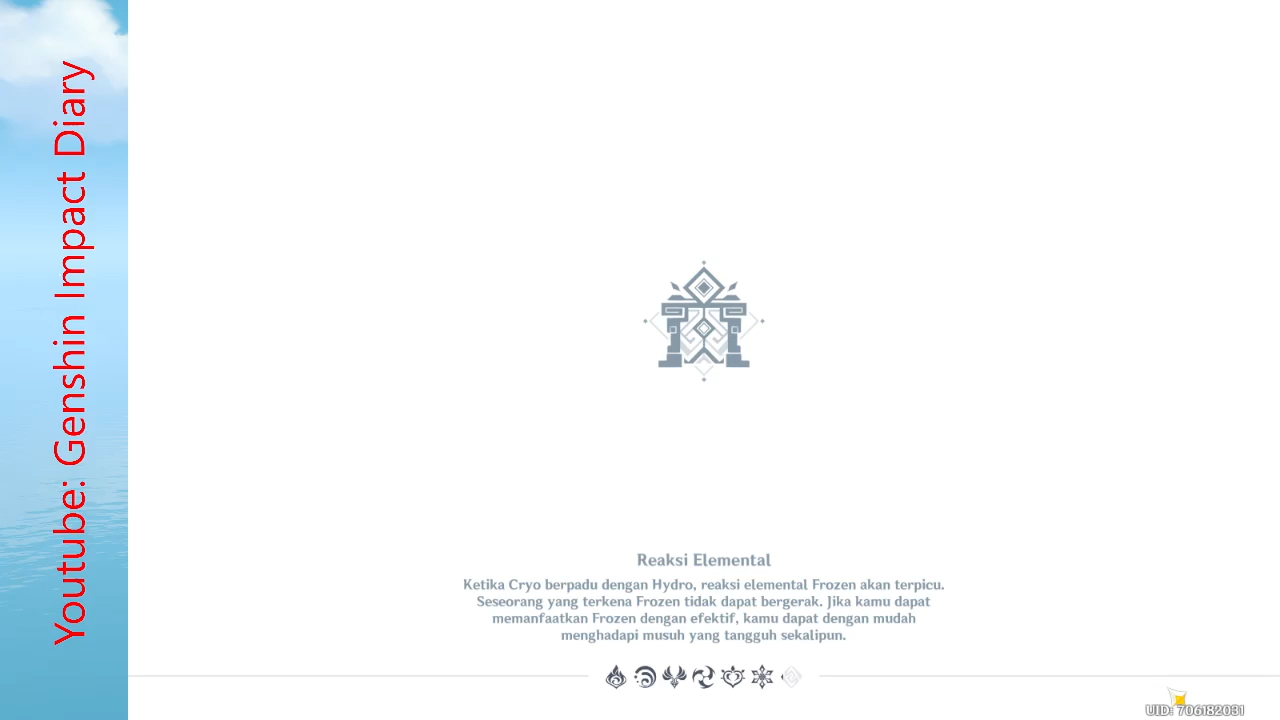 Youtube: Genshin Impact Diary
Reaksi Elemental
Ketika Cryo berpadu dengan Hydro, reaksi elemental Frozen akan terpicu.
Seseorang yang terkena Frozen tidak dapat bergerak. Jika kamu dapat
memanfaatkan Frozen dengan efektif, kamu dapat dengan mudah
menghadapi musuh yang tangguh sekalipun.
UID: 706182031